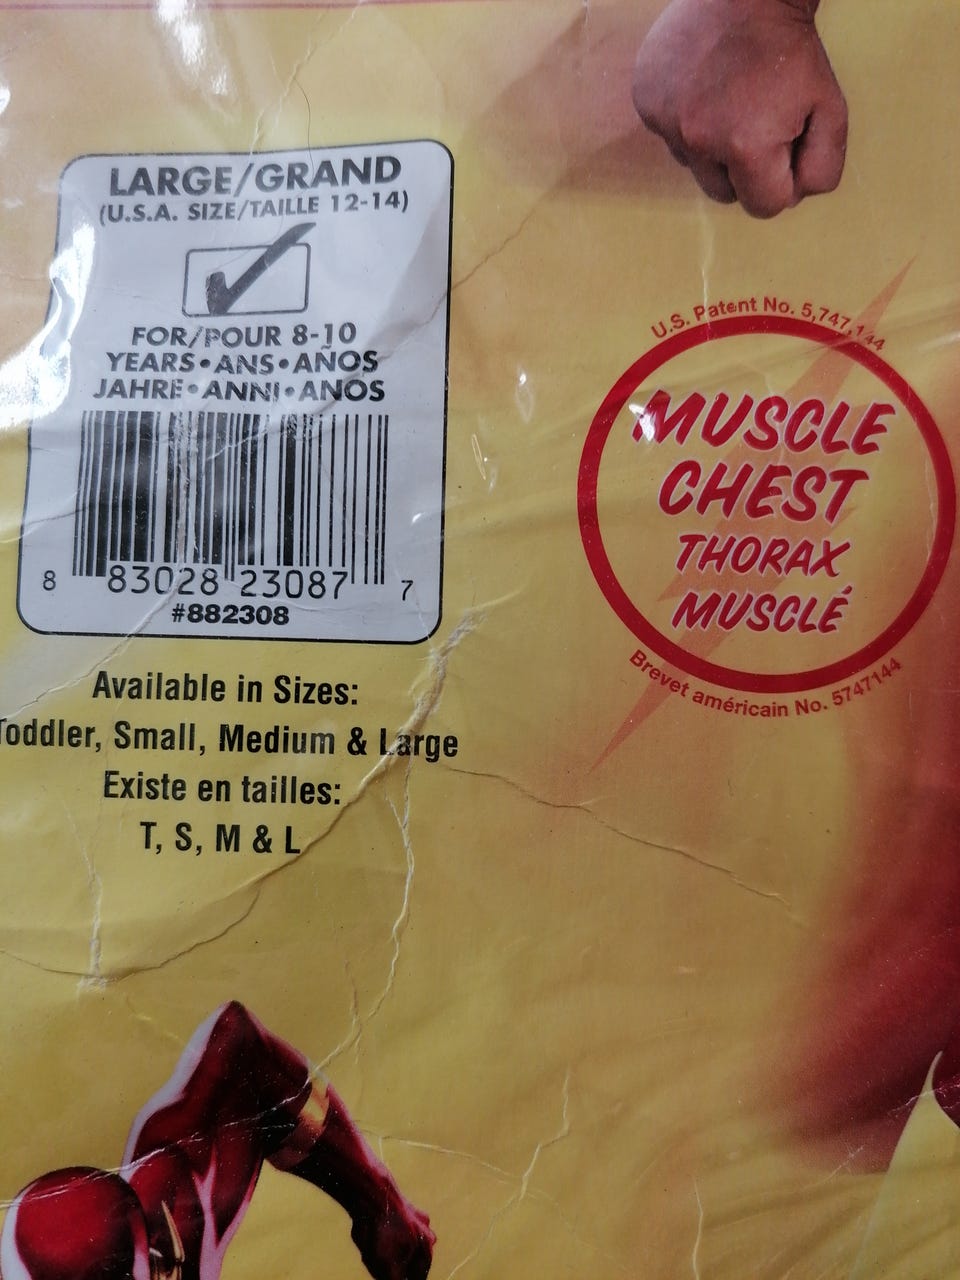 LARGE/GRAND
(U.S.A. SIZE/TAILLE 12-14)
FOR/POUR 8-10
YEARS•ANS•AÑOS
JAHRE•ANNI•ANOS
8 83028 23087 7
#882308
Available in Sizes:
Toddler, Small, Medium & Large
Existe en tailles:
T, S, M & L
U.S. Patent No. 5,747,144
MUSCLE
CHEST
THORAX
MUSCLÉ
Brevet américain No. 5747144